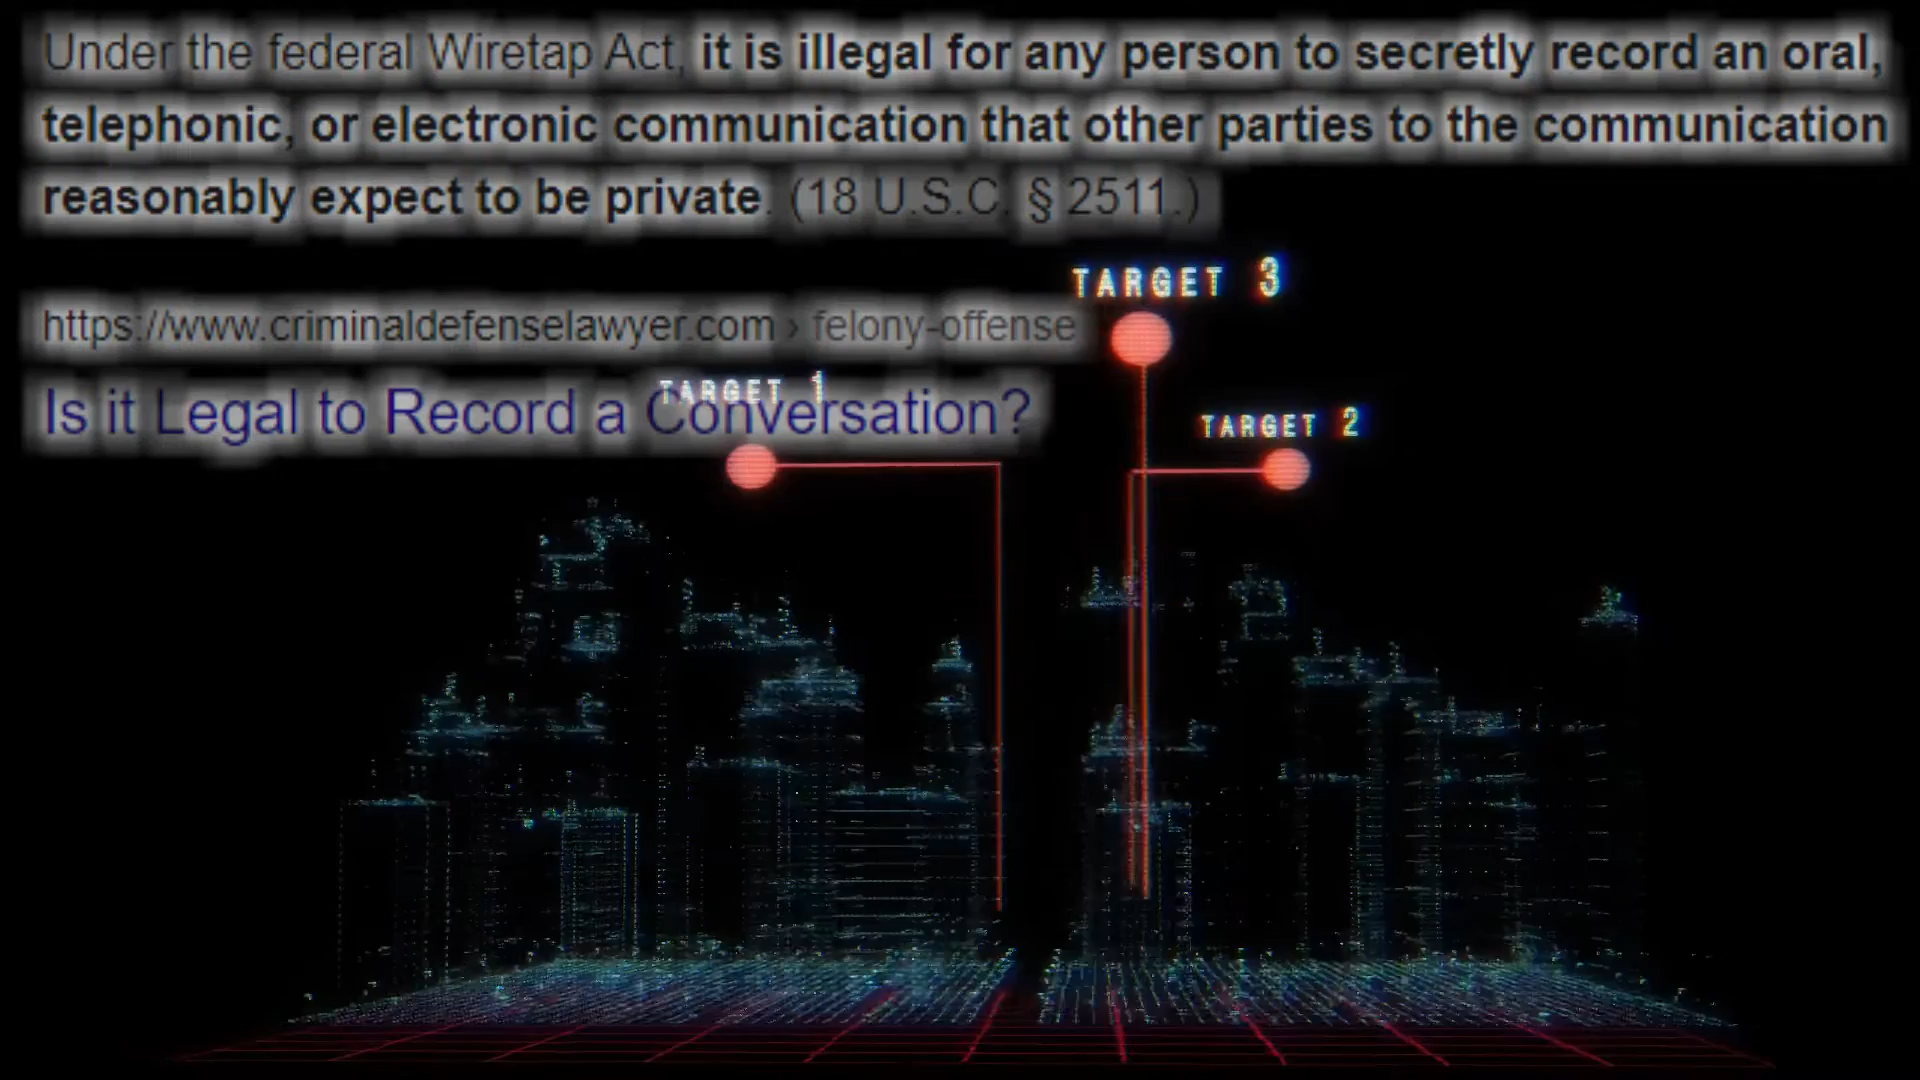 Under the federal Wiretap Act, it is illegal for any person to secretly record an oral,
telephonic, or electronic communication that other parties to the communication
reasonably expect to be private. (18 U.S.C. § 2511.)
TARGET 3
https://www.criminaldefenselawyer.com › felony-offense
TARGET 1
Is it Legal to Record a Conversation?
TARGET 2